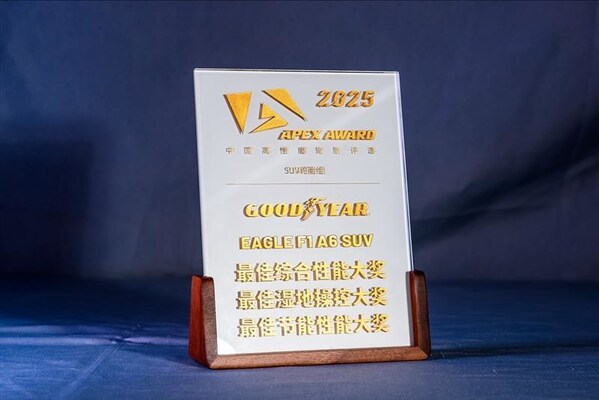 2025
APEX AWARD
中国高性能轮胎评选
SUV轮胎组
GOODYEAR
EAGLE F1 A6 SUV
最佳综合性能大奖
最佳湿地操控大奖
最佳节能性能大奖